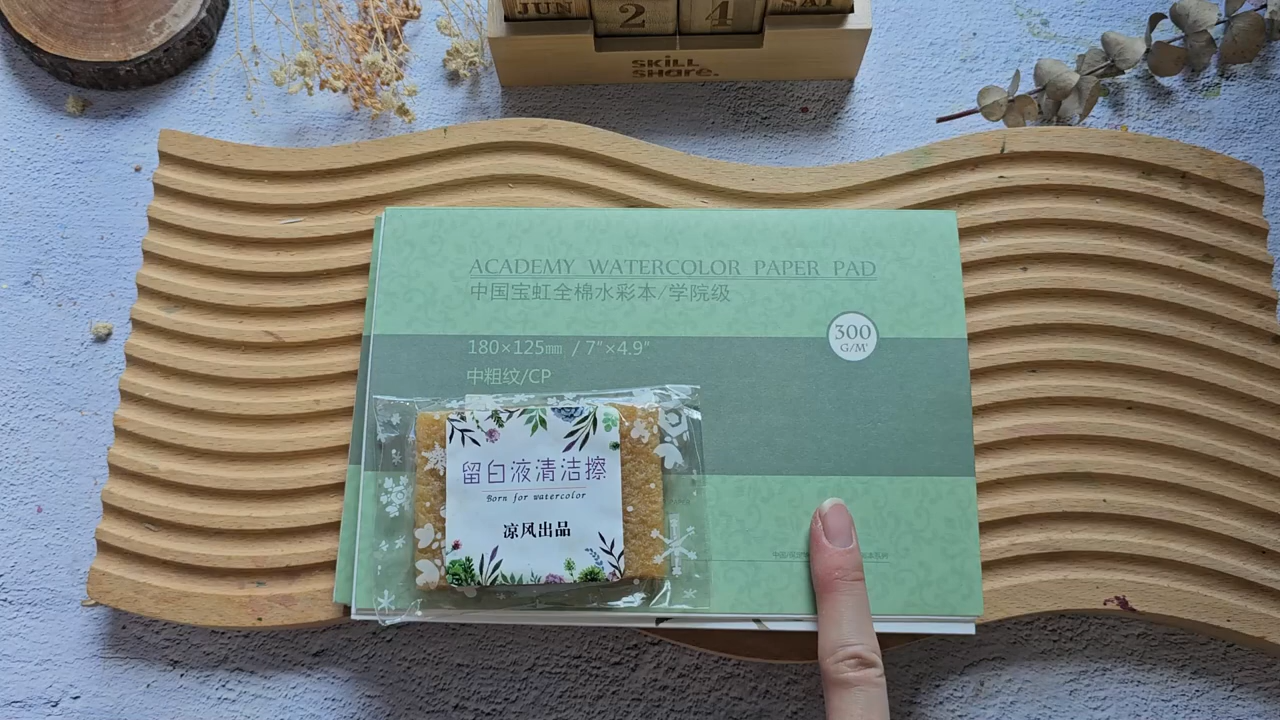 JUN
2
4
SAT
SKILL
SHare.
ACADEMY WATERCOLOR PAPER PAD
中国宝虹全棉水彩本/学院级
300
G/M²
180×125㎜ / 7"×4.9"
中粗纹/CP
留白液清洁擦
Born for watercolor
凉风出品